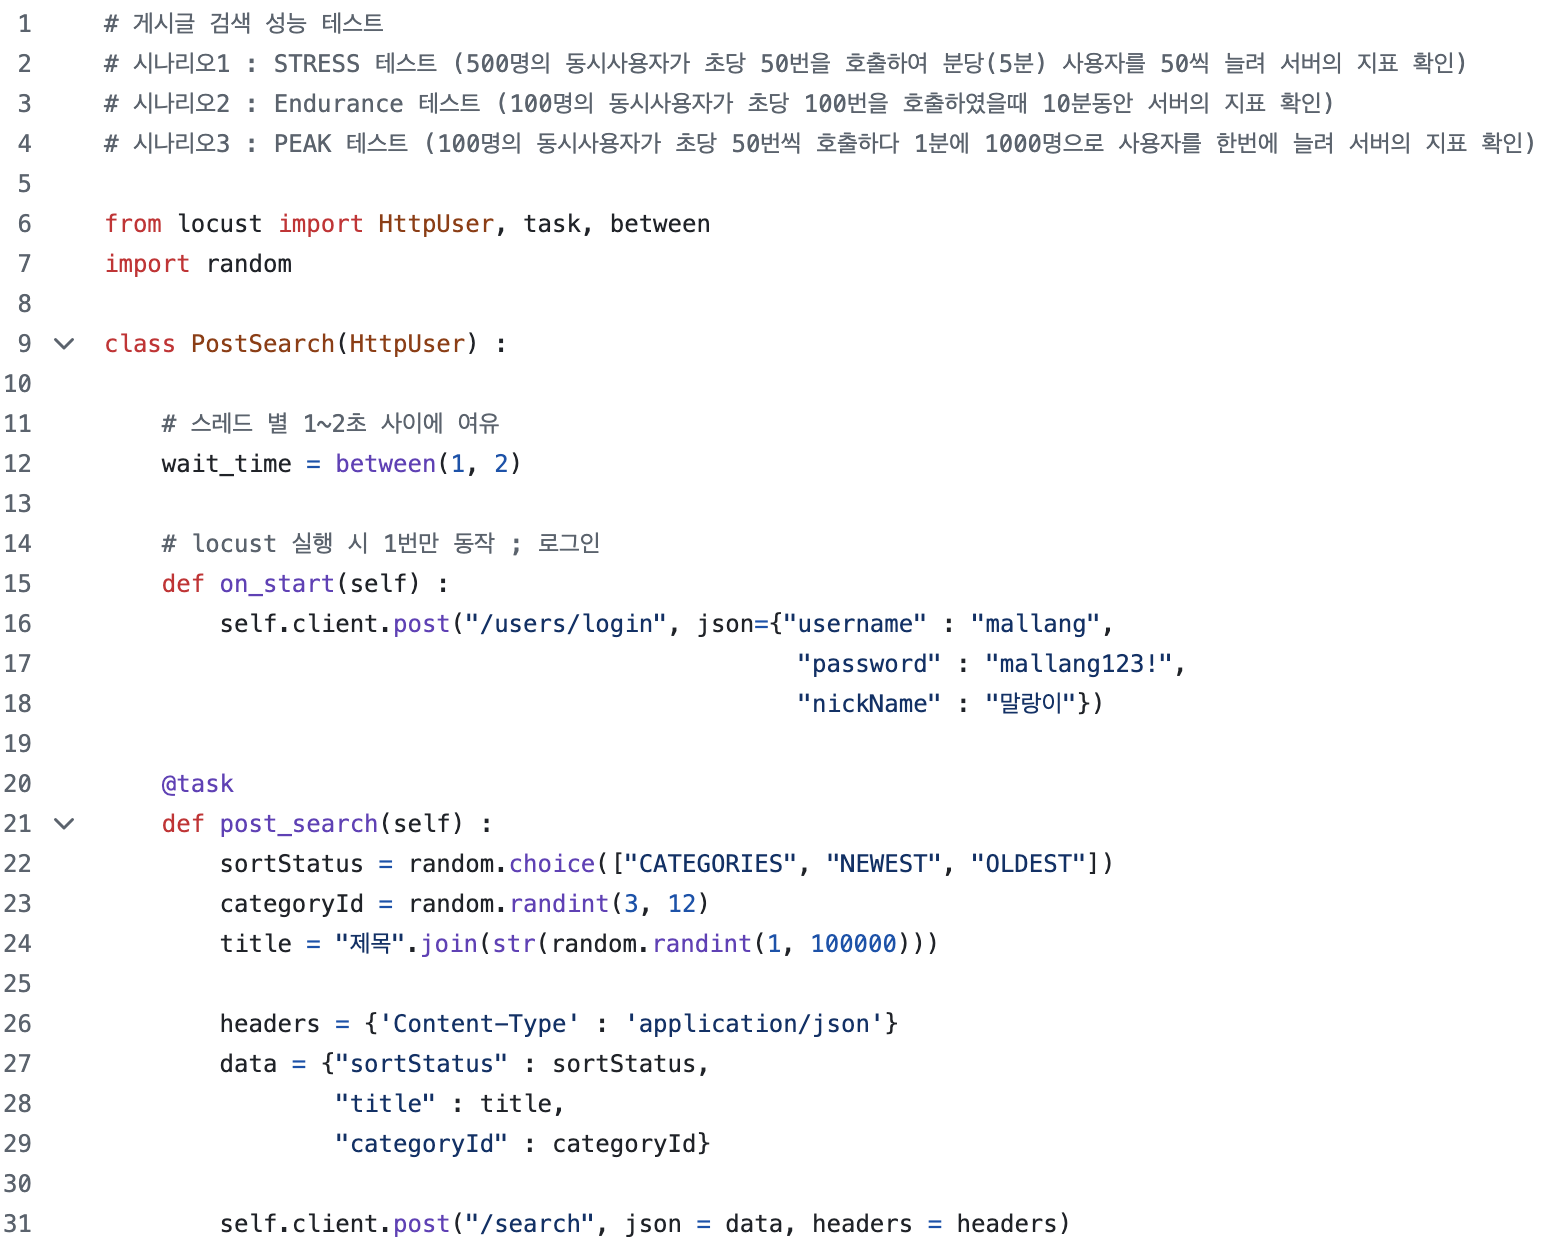 1 # 게시글 검색 성능 테스트
2 # 시나리오1 : STRESS 테스트 (500명의 동시사용자가 초당 50번을 호출하여 분당(5분) 사용자를 50씩 늘려 서버의 지표 확인)
3 # 시나리오2 : Endurance 테스트 (100명의 동시사용자가 초당 100번을 호출하였을때 10분동안 서버의 지표 확인)
4 # 시나리오3 : PEAK 테스트 (100명의 동시사용자가 초당 50번씩 호출하다 1분에 1000명으로 사용자를 한번에 늘려 서버의 지표 확인)
5
6 from locust import HttpUser, task, between
7 import random
8
9 class PostSearch(HttpUser) :
10
11     # 스레드 별 1~2초 사이에 여유
12     wait_time = between(1, 2)
13
14     # locust 실행 시 1번만 동작 ; 로그인
15     def on_start(self) :
16         self.client.post("/users/login", json={"username" : "mallang",
17                                                 "password" : "mallang123!",
18                                                 "nickName" : "말랑이"})
19
20     @task
21     def post_search(self) :
22         sortStatus = random.choice(["CATEGORIES", "NEWEST", "OLDEST"])
23         categoryId = random.randint(3, 12)
24         title = "제목".join(str(random.randint(1, 100000)))
25
26         headers = {'Content-Type' : 'application/json'}
27         data = {"sortStatus" : sortStatus,
28                 "title" : title,
29                 "categoryId" : categoryId}
30
31         self.client.post("/search", json = data, headers = headers)